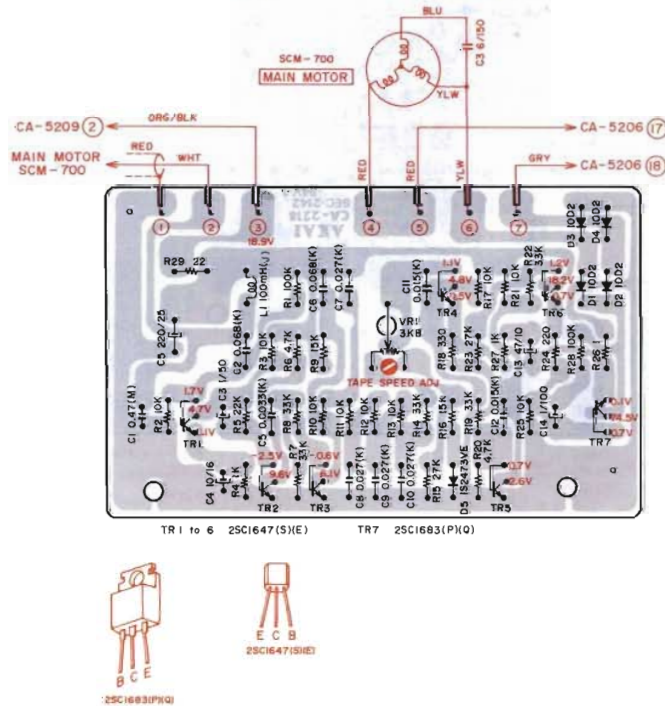 BLU
C3 6/150
SCM-700
MAIN MOTOR
YLW
CA-5209 ②
ORG/BLK
CA-5206 ⑰
RED
MAIN MOTOR
SCM-700
WHT
RED
RED
YLW
GRY
CA-5206 ⑱
AKAI
CA-2218
SEC-2142
a
① ② ③ ④ ⑤ ⑥ ⑦
18.9V
D3 10D2
D4 10D2
R29 22
L1 100mH(J)
R1 100K
C6 0.068(K)
C7 0.027(K)
C11 0.015(K)
1.1V
4.8V
0.5V
TR4
R17 10K
R21 10K
R22 33K
1.2V
18.2V
0.7V
TR6
D1 10D2
D2 10D2
C5 220/25
C2 0.068(K)
R3 10K
R6 4.7K
R9 15K
VR1
3KB
TAPE SPEED ADJ
R18 330
R23 27K
R27 1K
C13 47/10
R24 220
R28 100K
R26 1
C1 0.47(M)
R2 10K
1.7V
4.7V
1.1V
TR1
C3 1/50
R5 22K
C5 0.0033(K)
R8 33K
R10 10K
R11 10K
R12 10K
R13 10K
R14 33K
R16 15K
R19 33K
C12 0.015(K)
R25 10K
C14 1/100
0.1V
0.7V
TR7
C4 10/16
R4 1K
-2.5V
9.6V
TR2
R7 33K
-0.6V
6.1V
TR3
C8 0.027(K)
C9 0.027(K)
C10 0.027(K)
R15 27K
D5 1S2473VE
R20 4.7K
0.7V
2.6V
TR5
a
TR1 to 6 2SC1647(S)(E) TR7 2SC1683(P)(Q)
B C E
2SC1683(P)(Q)
E C B
2SC1647(S)(E)